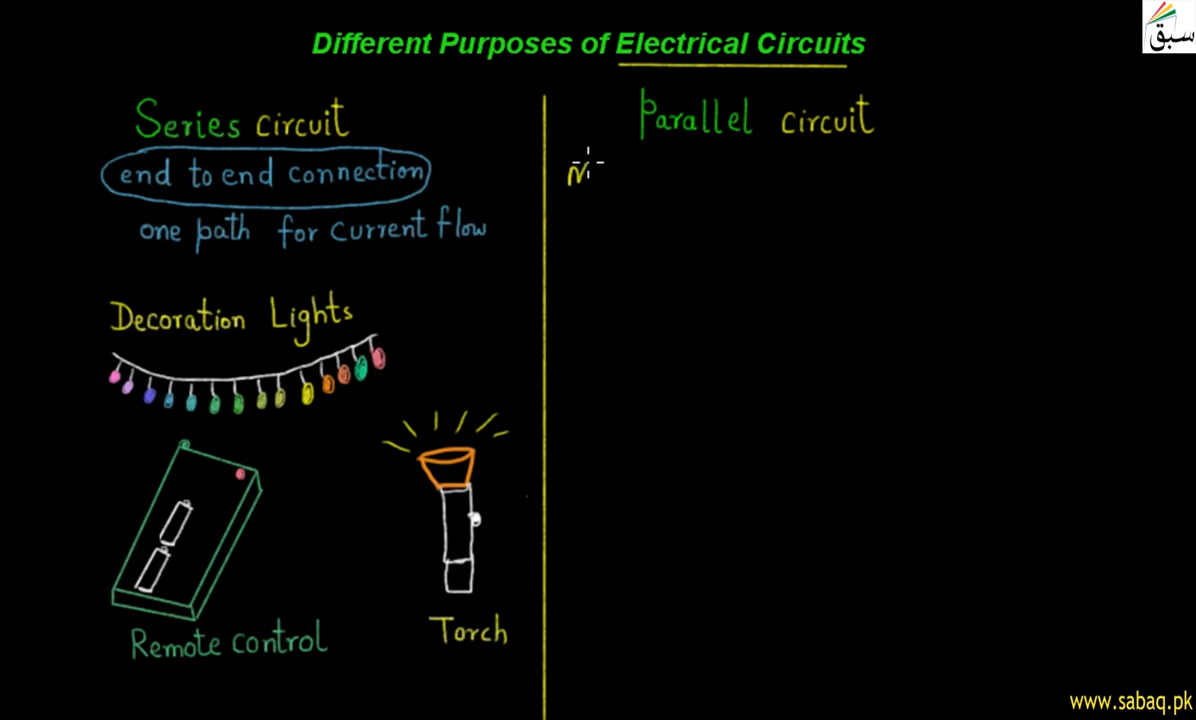 Different Purposes of Electrical Circuits
سبق
Series circuit
end to end connection
one path for current flow
Decoration Lights
Remote control
Torch
Parallel circuit
N
www.sabaq.pk